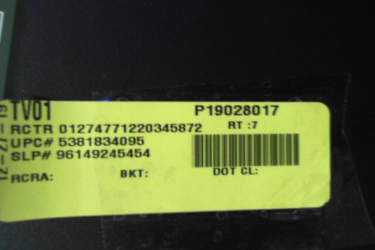 TV01 P19028017
RCTR 01274771220345872 RT :7
UPC# 5381834095
SLP# 96149245454
RCRA: BKT: DOT CL: